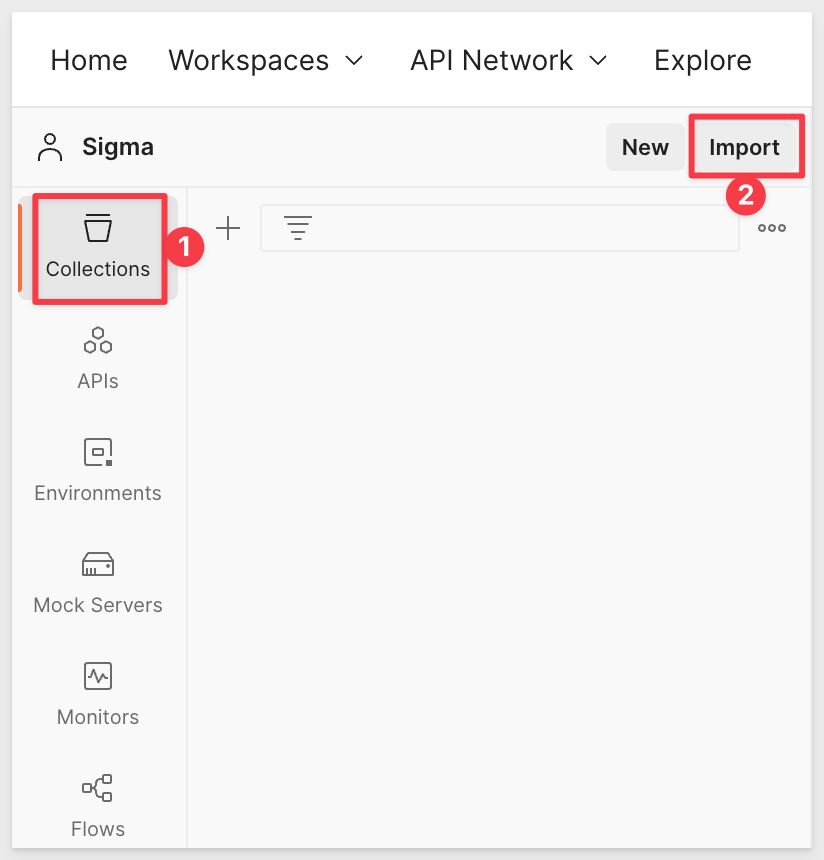 Home Workspaces API Network Explore
Sigma New Import
2
Collections 1
APIs
Environments
Mock Servers
Monitors
Flows